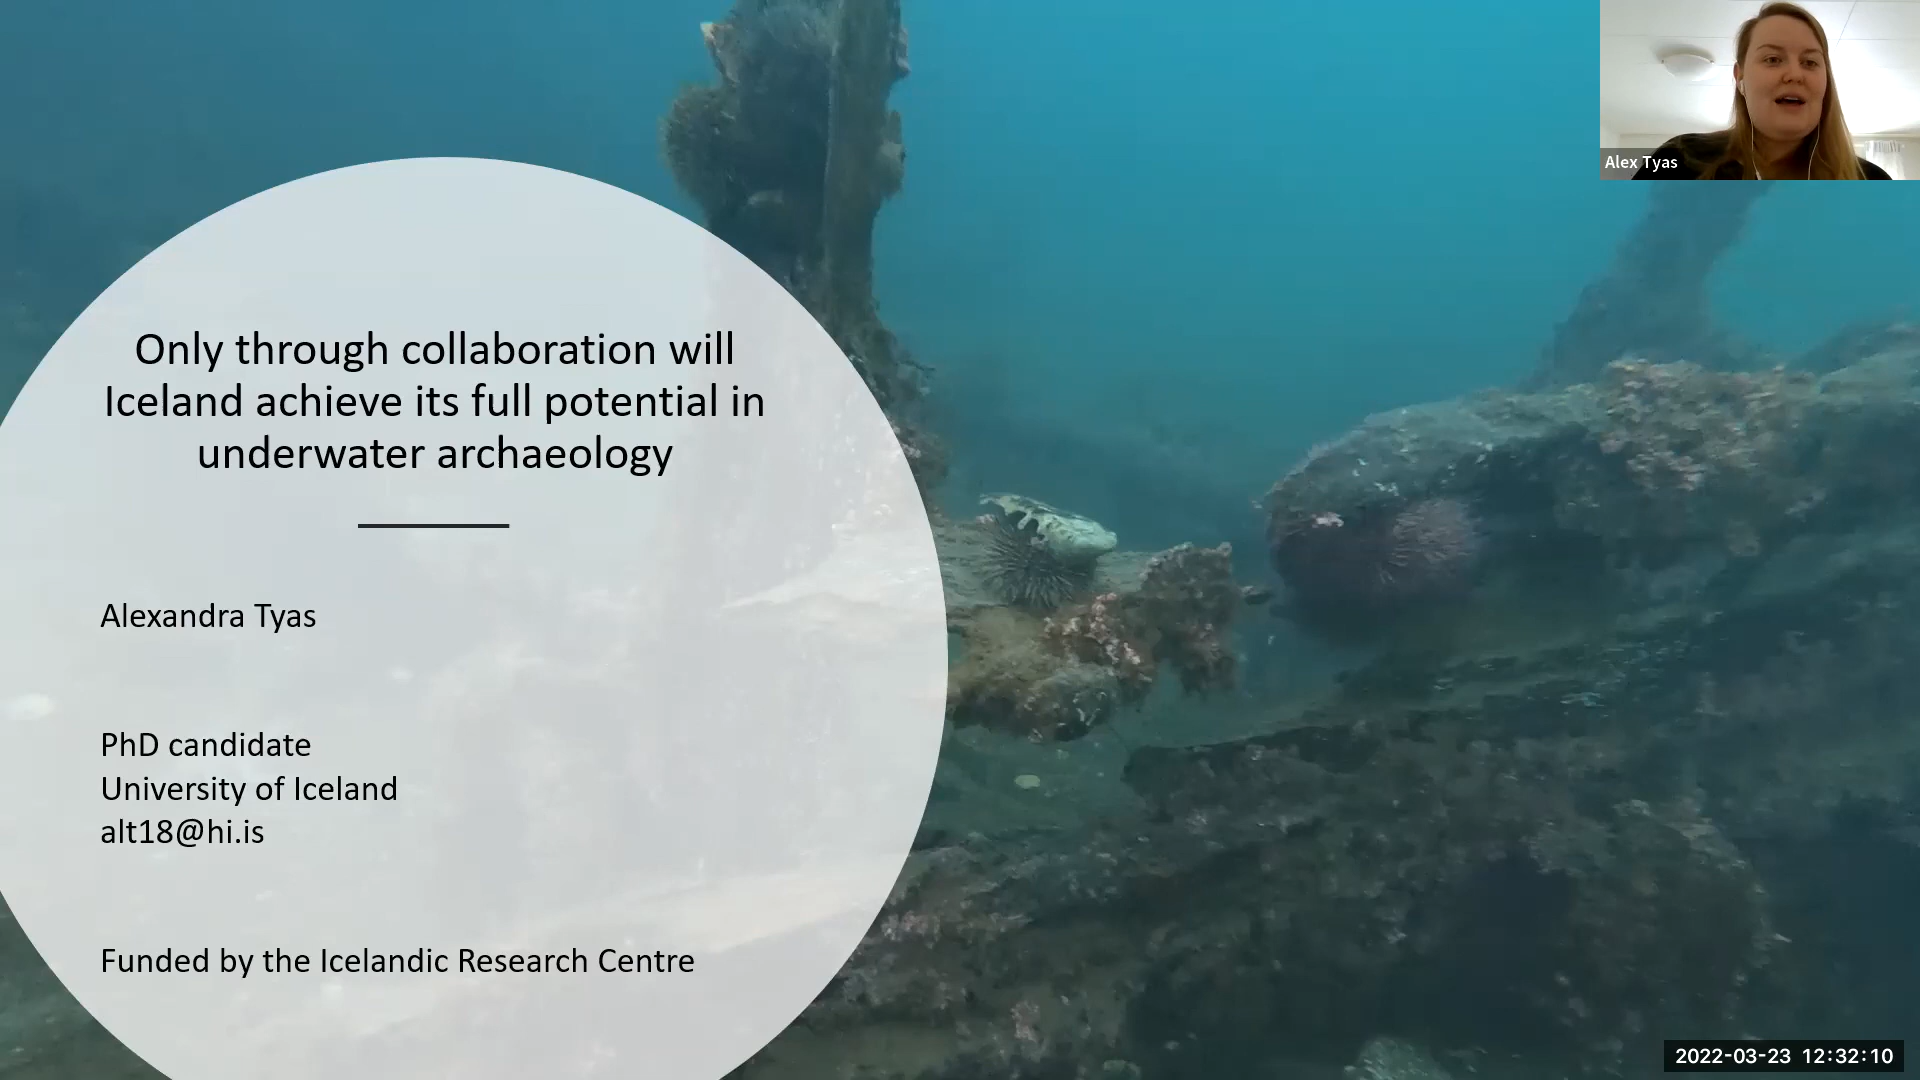 Alex Tyas
Only through collaboration will
Iceland achieve its full potential in
underwater archaeology
Alexandra Tyas
PhD candidate
University of Iceland
alt18@hi.is
Funded by the Icelandic Research Centre
2022-03-23 12:32:10